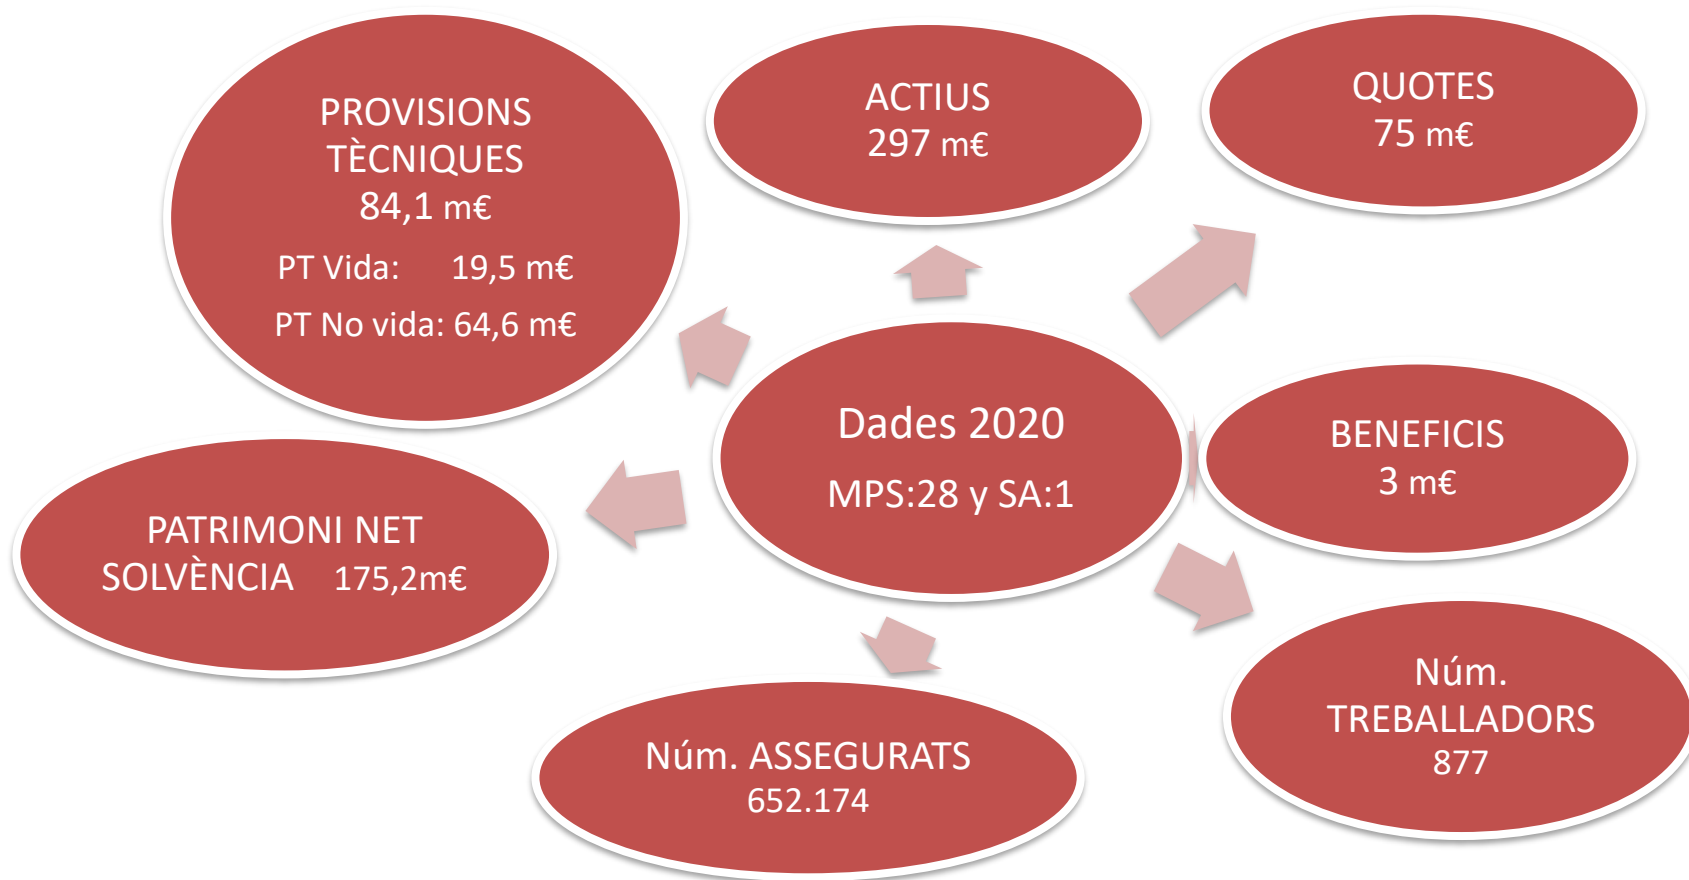 PROVISIONS
TÈCNIQUES
84,1 m€
PT Vida: 19,5 m€
PT No vida: 64,6 m€
ACTIUS
297 m€
QUOTES
75 m€
Dades 2020
MPS:28 y SA:1
BENEFICIS
3 m€
PATRIMONI NET
SOLVÈNCIA 175,2m€
Núm.
TREBALLADORS
877
Núm. ASSEGURATS
652.174